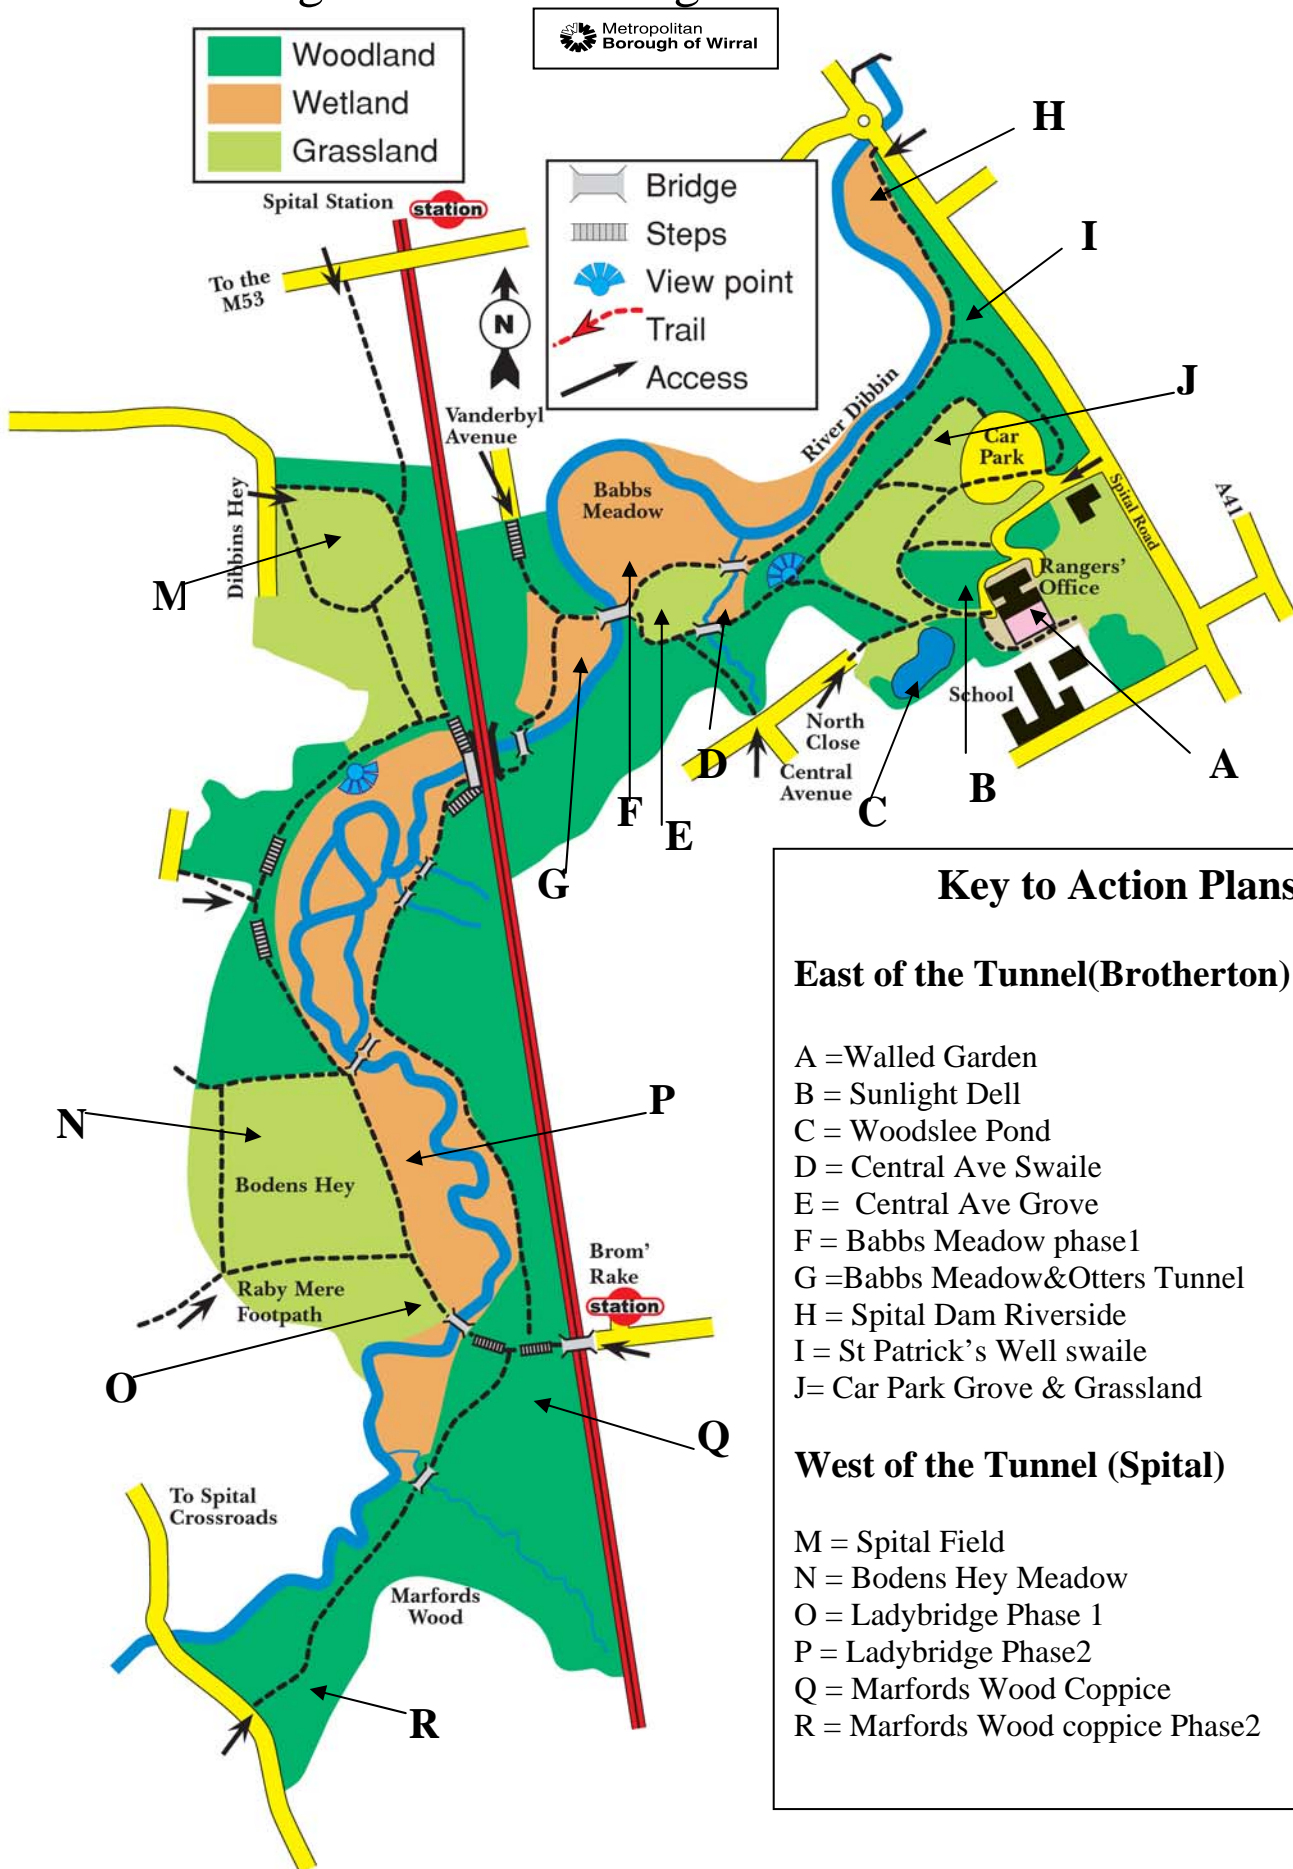 Metropolitan
Borough of Wirral
Woodland
Wetland
Grassland
Bridge
Steps
View point
Trail
Access
Spital Station
station
To the
M53
N
Vanderbyl
Avenue
H
I
J
River Dibbin
Car
Park
Spital Road
A41
Babbs
Meadow
Dibbins Hey
M
Rangers'
Office
School
North
Close
Central
Avenue
A
B
C
D
E
F
G
N
Bodens Hey
P
Raby Mere
Footpath
O
Brom'
Rake
station
Q
To Spital
Crossroads
Marfords
Wood
R
Key to Action Plans
East of the Tunnel(Brotherton)
A =Walled Garden
B = Sunlight Dell
C = Woodslee Pond
D = Central Ave Swaile
E = Central Ave Grove
F = Babbs Meadow phase1
G =Babbs Meadow&Otters Tunnel
H = Spital Dam Riverside
I = St Patrick's Well swaile
J= Car Park Grove & Grassland
West of the Tunnel (Spital)
M = Spital Field
N = Bodens Hey Meadow
O = Ladybridge Phase 1
P = Ladybridge Phase2
Q = Marfords Wood Coppice
R = Marfords Wood coppice Phase2